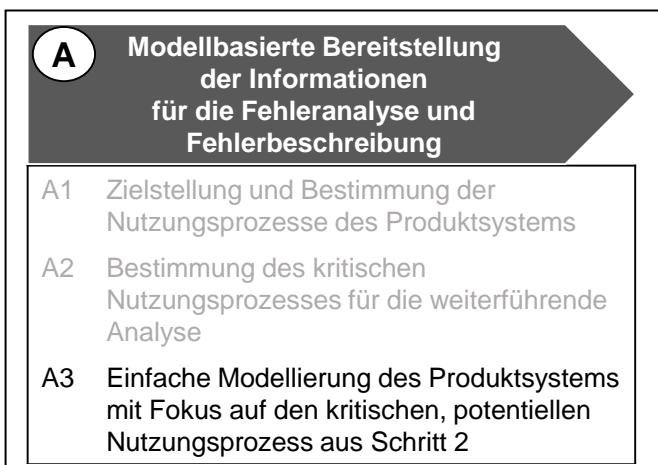 A
Modellbasierte Bereitstellung
der Informationen
für die Fehleranalyse und
Fehlerbeschreibung
A1 Zielstellung und Bestimmung der
Nutzungsprozesse des Produktsystems
A2 Bestimmung des kritischen
Nutzungsprozesses für die weiterführende
Analyse
A3 Einfache Modellierung des Produktsystems
mit Fokus auf den kritischen, potentiellen
Nutzungsprozess aus Schritt 2